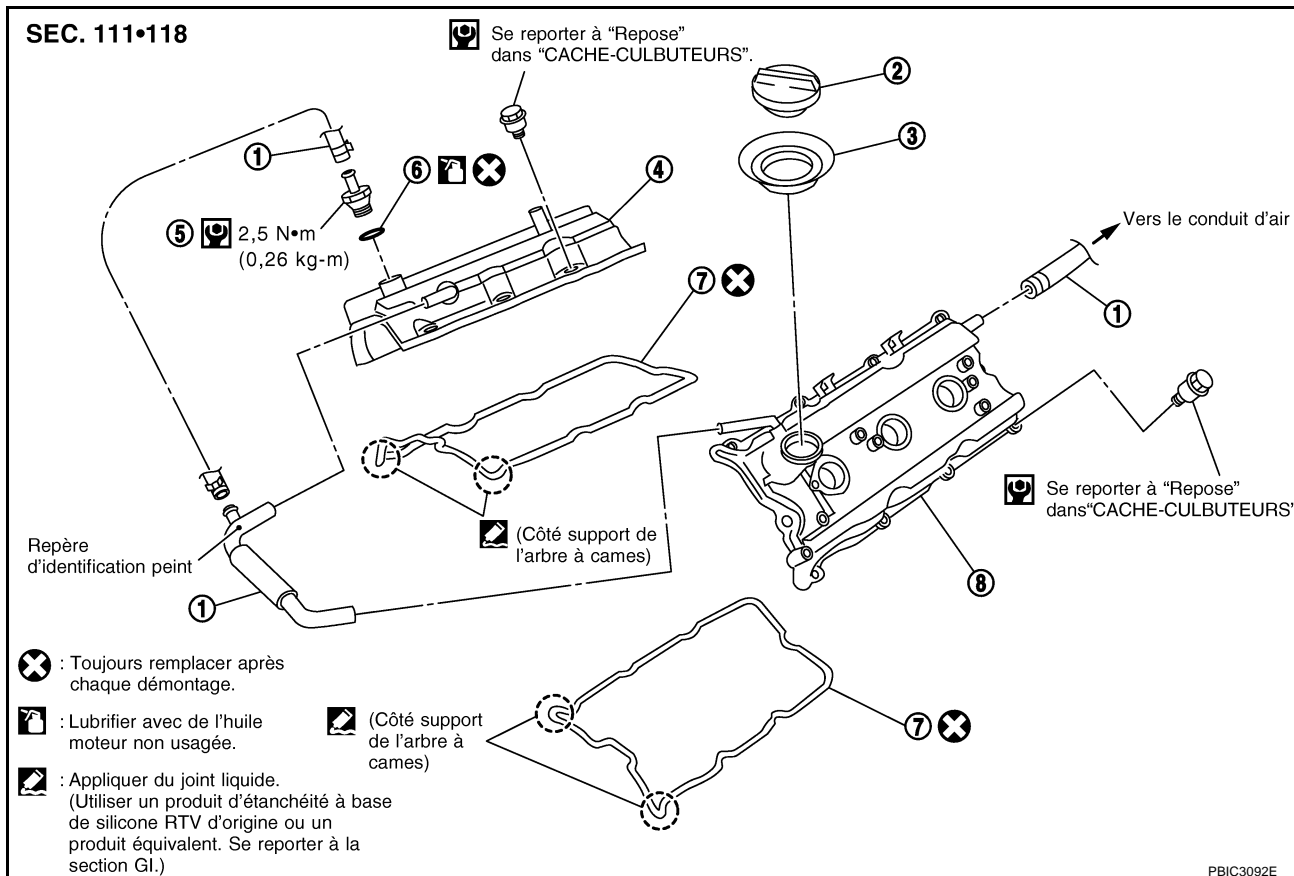 SEC. 111•118
Se reporter à “Repose”
dans “CACHE-CULBUTEURS”.
2
3
1
6
4
5
2,5 N•m
(0,26 kg-m)
Vers le conduit d'air
7
1
Se reporter à “Repose”
dans“CACHE-CULBUTEURS”
(Côté support de
l'arbre à cames)
Repère
d'identification peint
1
8
: Toujours remplacer après
chaque démontage.
: Lubrifier avec de l'huile
moteur non usagée.
(Côté support
de l'arbre à
cames)
7
: Appliquer du joint liquide.
(Utiliser un produit d'étanchéité à base
de silicone RTV d'origine ou un
produit équivalent. Se reporter à la
section GI.)
PBIC3092E